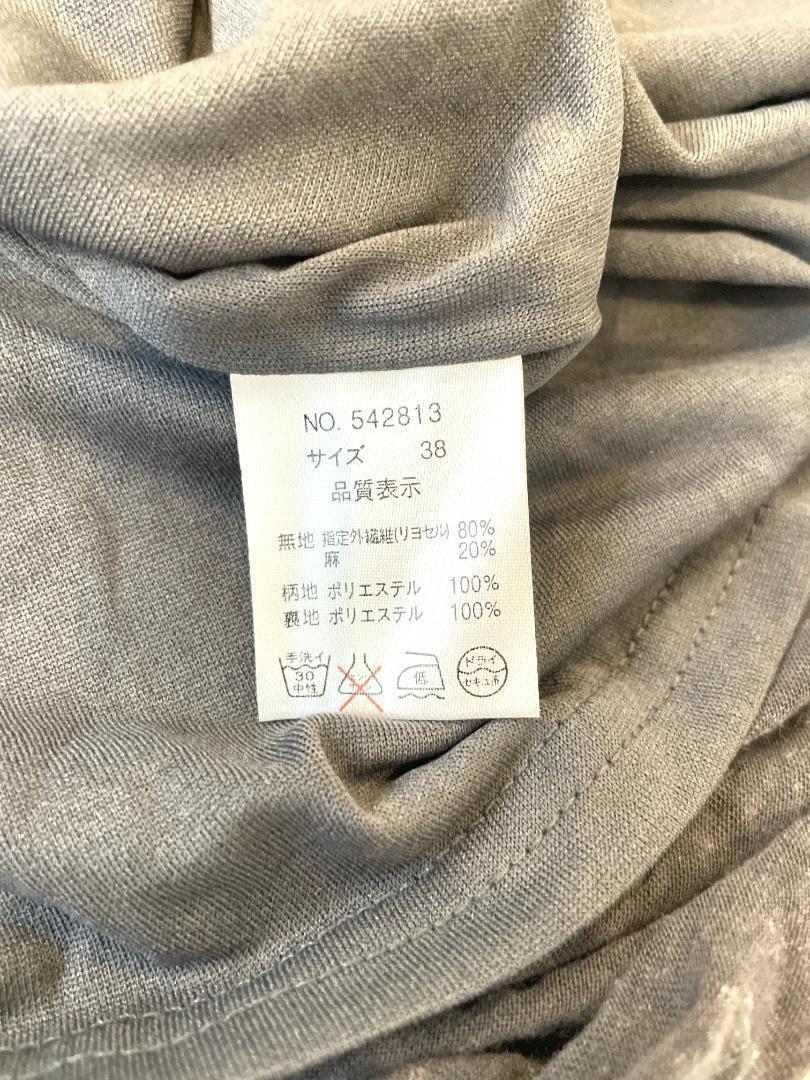 NO. 542813
サイズ 38
品質表示
無地 指定外繊維(リヨセル) 80%
麻 20%
柄地 ポリエステル 100%
裏地 ポリエステル 100%
手洗イ
30
中性
低
ドライ
セキユ系